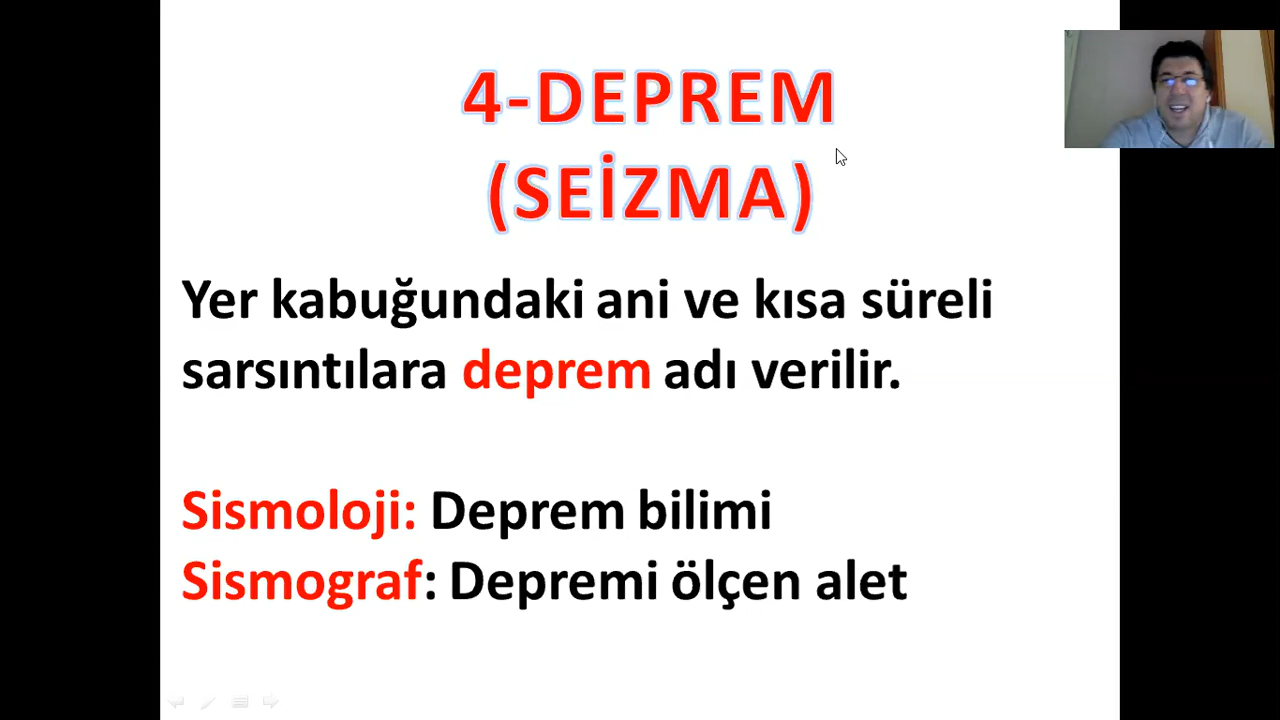 4-DEPREM
(SEİZMA)
Yer kabuğundaki ani ve kısa süreli
sarsıntılara deprem adı verilir.
Sismoloji: Deprem bilimi
Sismograf: Depremi ölçen alet